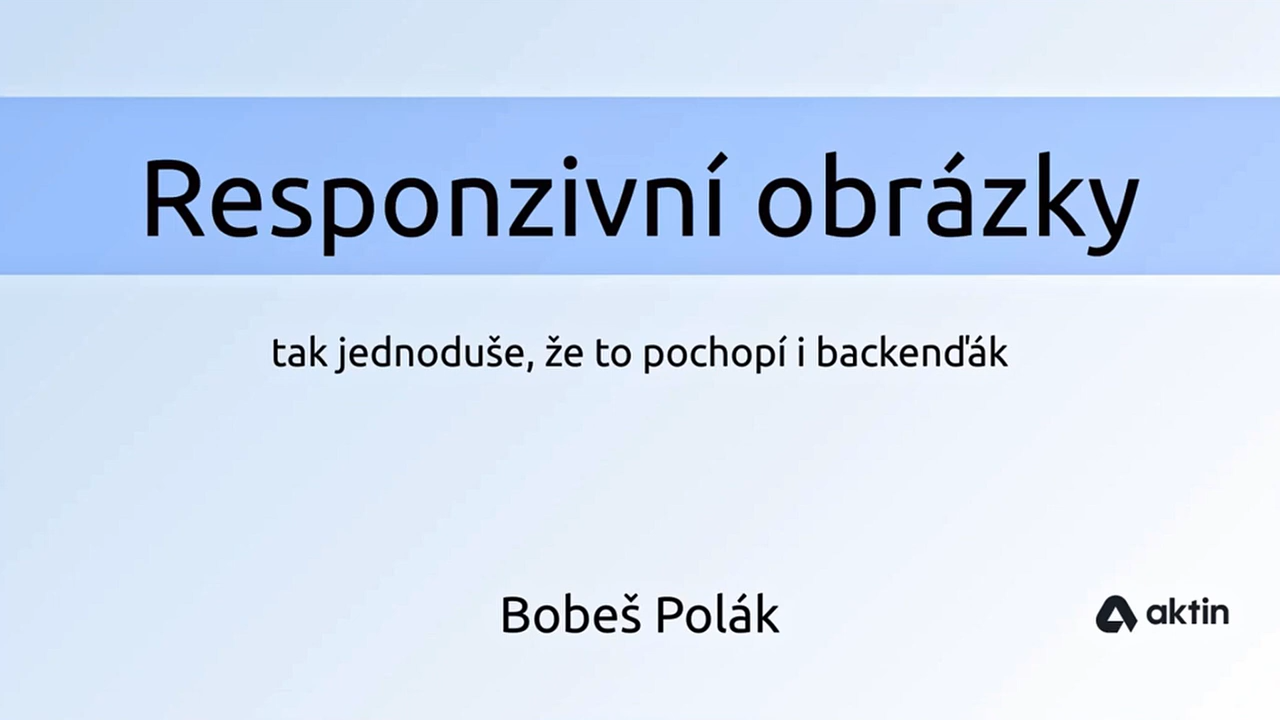 Responzivní obrázky
tak jednoduše, že to pochopí i backenďák
Bobeš Polák
aktin